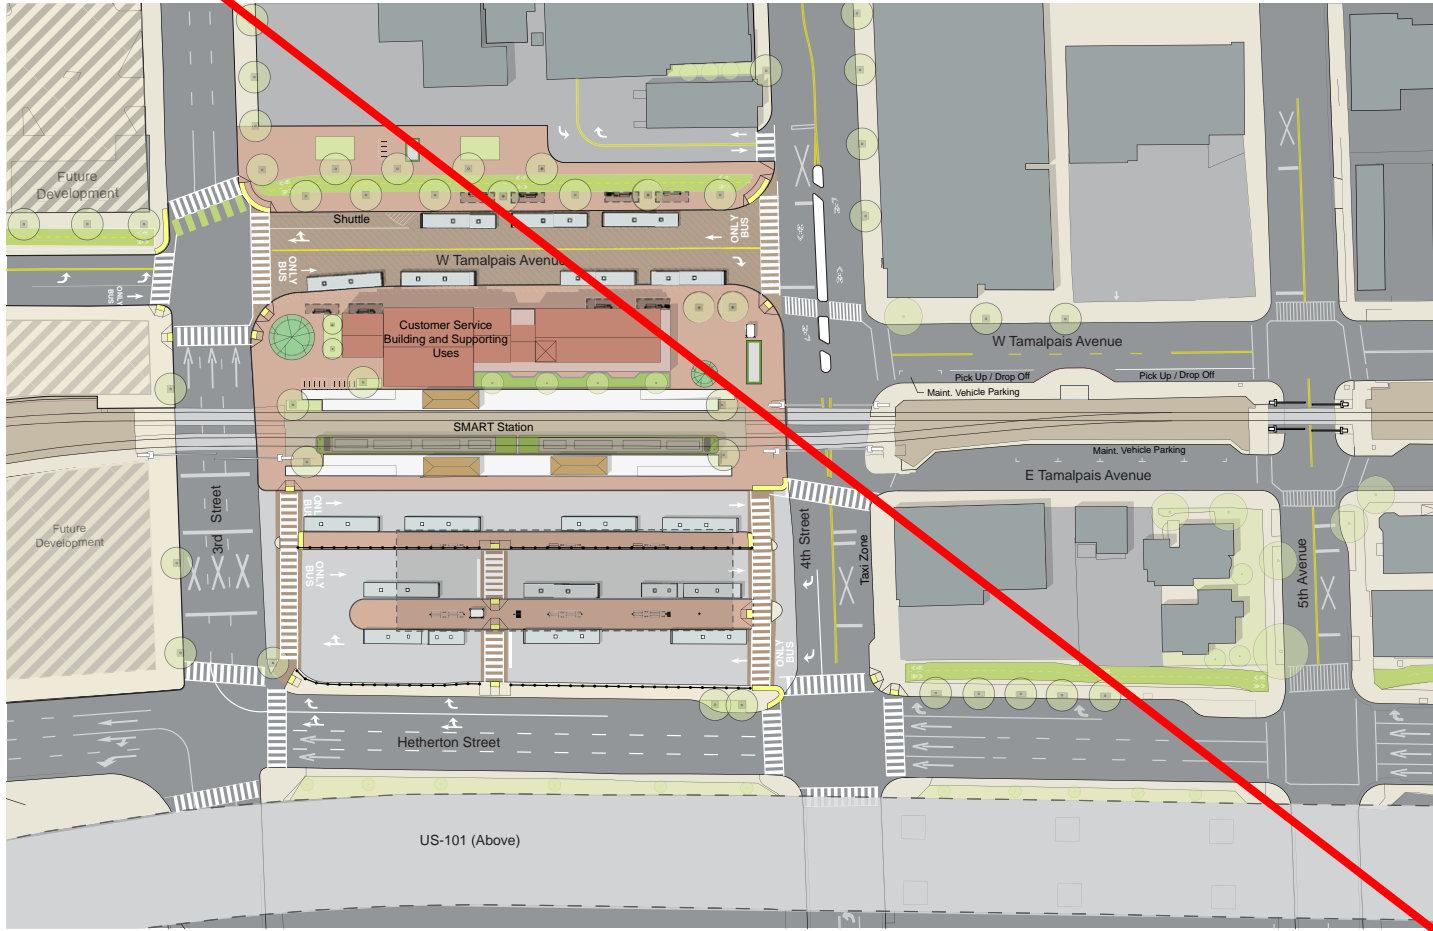 Future
Development
Shuttle
ONLY
BUS
W Tamalpais Avenue
ONLY
BUS
ONLY
BUS
Customer Service
Building and Supporting
Uses
W Tamalpais Avenue
Pick Up / Drop Off
Pick Up / Drop Off
Maint. Vehicle Parking
SMART Station
Maint. Vehicle Parking
E Tamalpais Avenue
ONLY
BUS
3rd Street
Future
Development
4th Street
Taxi Zone
5th Avenue
ONLY
BUS
ONLY
BUS
Hetherton Street
US-101 (Above)